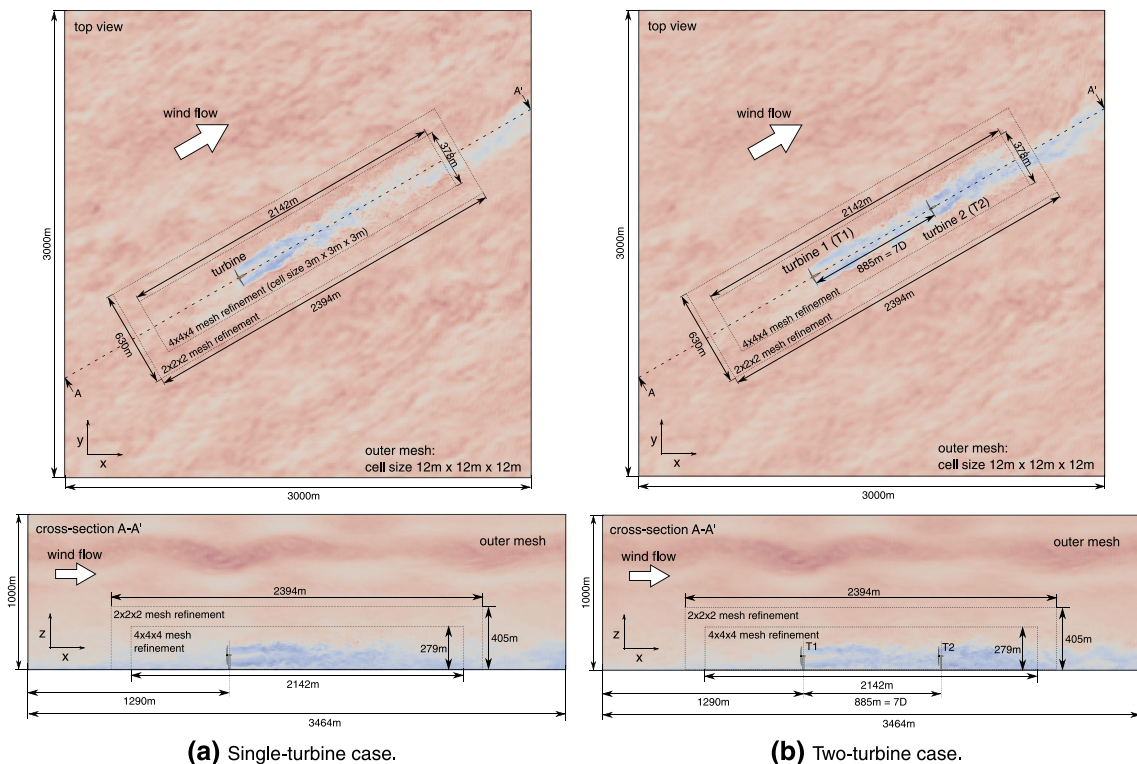 top view
A'
wind flow
378m
2142m
turbine
4x4x4 mesh refinement (cell size 3m x 3m x 3m)
2x2x2 mesh refinement
2394m
630m
3000m
A
y
x
outer mesh:
cell size 12m x 12m x 12m
3000m
cross-section A-A'
outer mesh
wind flow
1000m
2394m
2x2x2 mesh refinement
4x4x4 mesh
refinement
279m
405m
z
x
2142m
1290m
3464m
(a) Single-turbine case.
top view
A'
wind flow
378m
2142m
turbine 1 (T1)
turbine 2 (T2)
885m = 7D
4x4x4 mesh refinement
2x2x2 mesh refinement
2394m
630m
3000m
A
y
x
outer mesh:
cell size 12m x 12m x 12m
3000m
cross-section A-A'
outer mesh
wind flow
1000m
2394m
2x2x2 mesh refinement
4x4x4 mesh refinement
T1
T2
279m
405m
z
x
2142m
1290m
885m = 7D
3464m
(b) Two-turbine case.